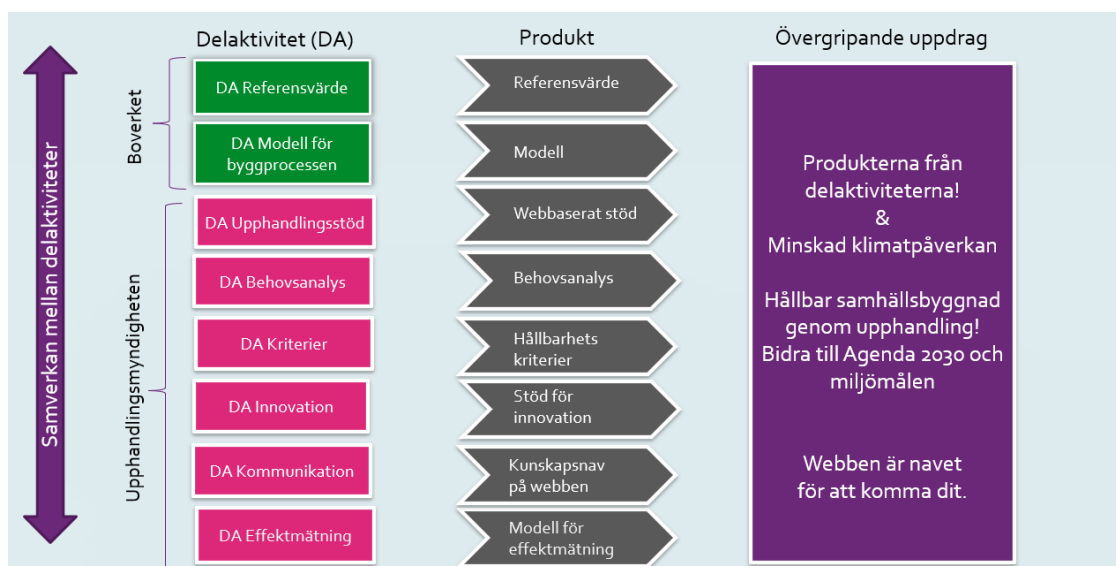 Delaktivitet (DA)
Produkt
Övergripande uppdrag
Samverkan mellan delaktiviteter
Boverket
DA Referensvärde
Referensvärde
DA Modell för
byggprocessen
Modell
Upphandlingsmyndigheten
DA Upphandlingsstöd
Webbaserat stöd
DA Behovsanalys
Behovsanalys
DA Kriterier
Hållbarhets
kriterier
DA Innovation
Stöd för
innovation
DA Kommunikation
Kunskapsnav
på webben
DA Effektmätning
Modell för
effektmätning
Produkterna från
delaktiviteterna!
&
Minskad klimatpåverkan
Hållbar samhällsbyggnad
genom upphandling!
Bidra till Agenda 2030 och
miljömålen
Webben är navet
för att komma dit.